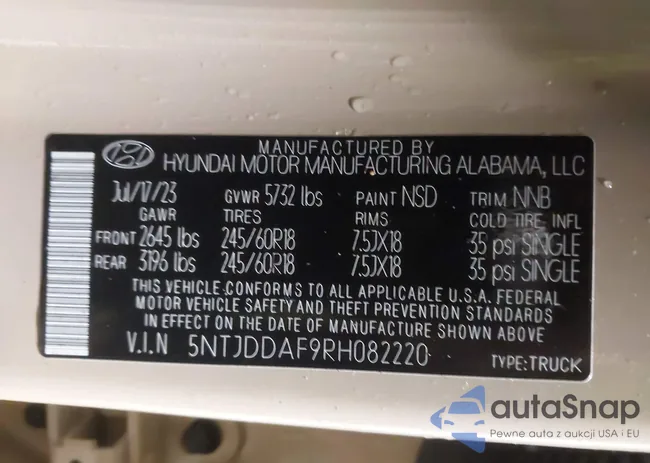 MANUFACTURED BY
HYUNDAI MOTOR MANUFACTURING ALABAMA, LLC
Jul/17/23 GVWR 5732 lbs PAINT NSD TRIM NNB
GAWR TIRES RIMS COLD TIRE INFL
FRONT 2645 lbs 245/60R18 7.5JX18 35 psi SINGLE
REAR 3196 lbs 245/60R18 7.5JX18 35 psi SINGLE
THIS VEHICLE CONFORMS TO ALL APPLICABLE U.S.A. FEDERAL
MOTOR VEHICLE SAFETY AND THEFT PREVENTION STANDARDS
IN EFFECT ON THE DATE OF MANUFACTURE SHOWN ABOVE
V.I.N 5NTJDDAF9RH082220 TYPE:TRUCK
autaSnap
Pewne auta z aukcji USA i EU